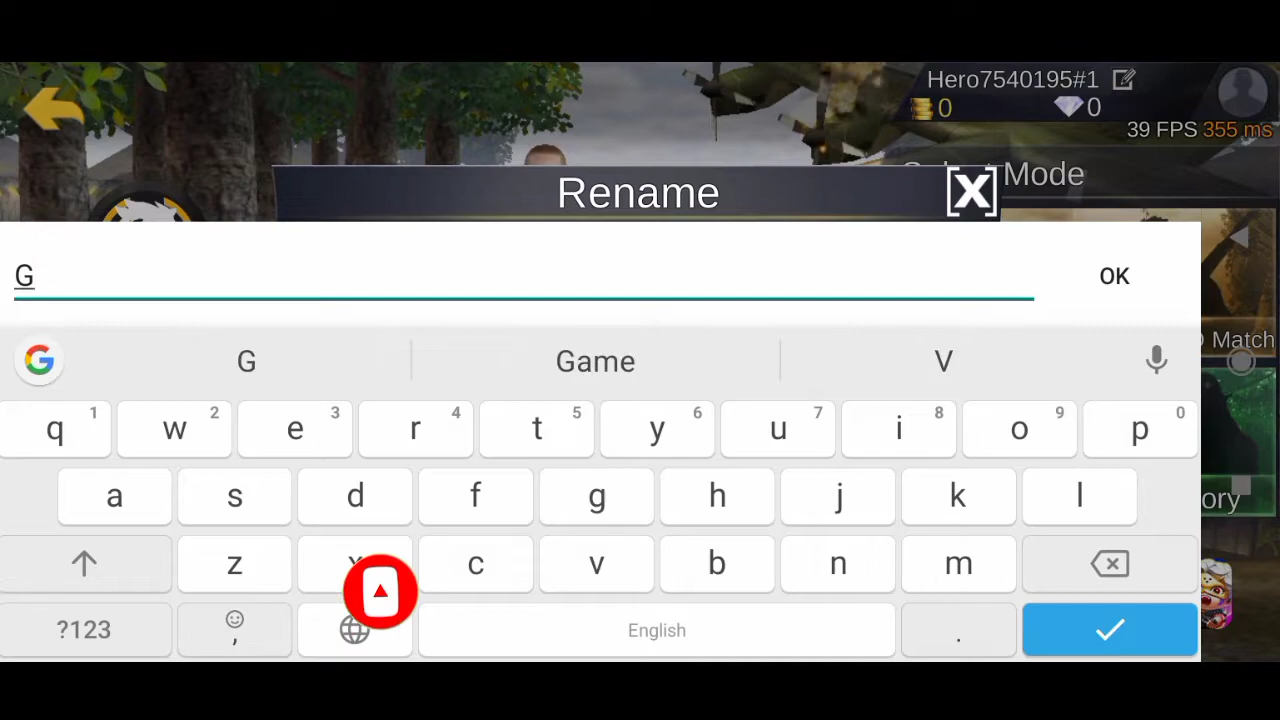 Hero7540195#1
0
0
39 FPS 355 ms
Mode
Rename
X
G
OK
Match
G
Game
V
q 1 w 2 e 3 r 4 t 5 y 6 u 7 i 8 o 9 p 0
a s d f g h j k l
ory
z x c v b n m
?123 , English .